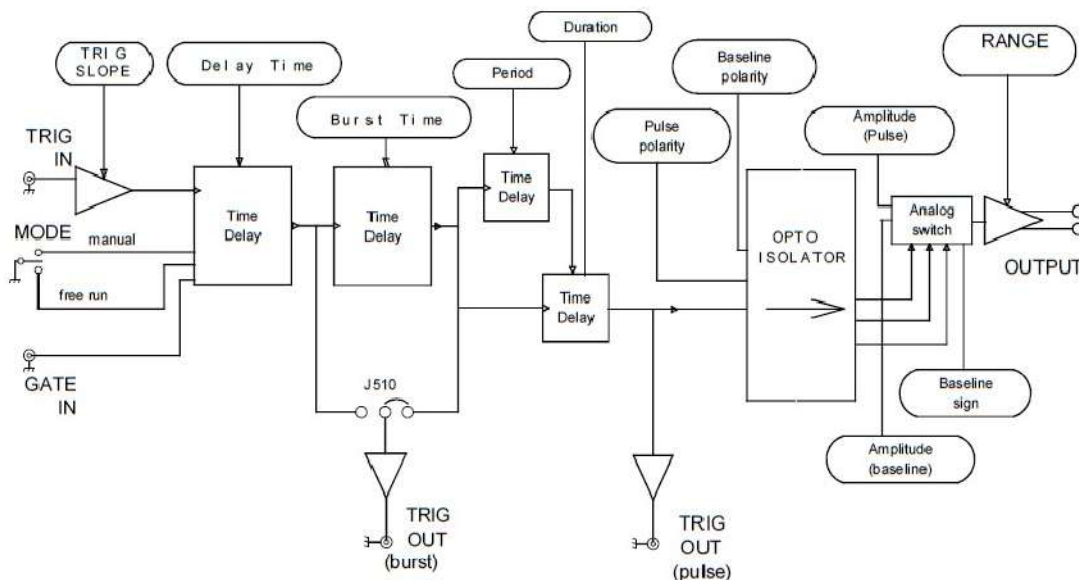 TRIG
SLOPE
Delay Time
Duration
Period
Burst Time
Baseline
polarity
Pulse
polarity
RANGE
Amplitude
(Pulse)
TRIG
IN
MODE
manual
free run
GATE
IN
Time
Delay
Time
Delay
Time
Delay
Time
Delay
OPTO
ISOLATOR
Analog
switch
OUTPUT
J510
Baseline
sign
Amplitude
(baseline)
TRIG
OUT
(burst)
TRIG
OUT
(pulse)